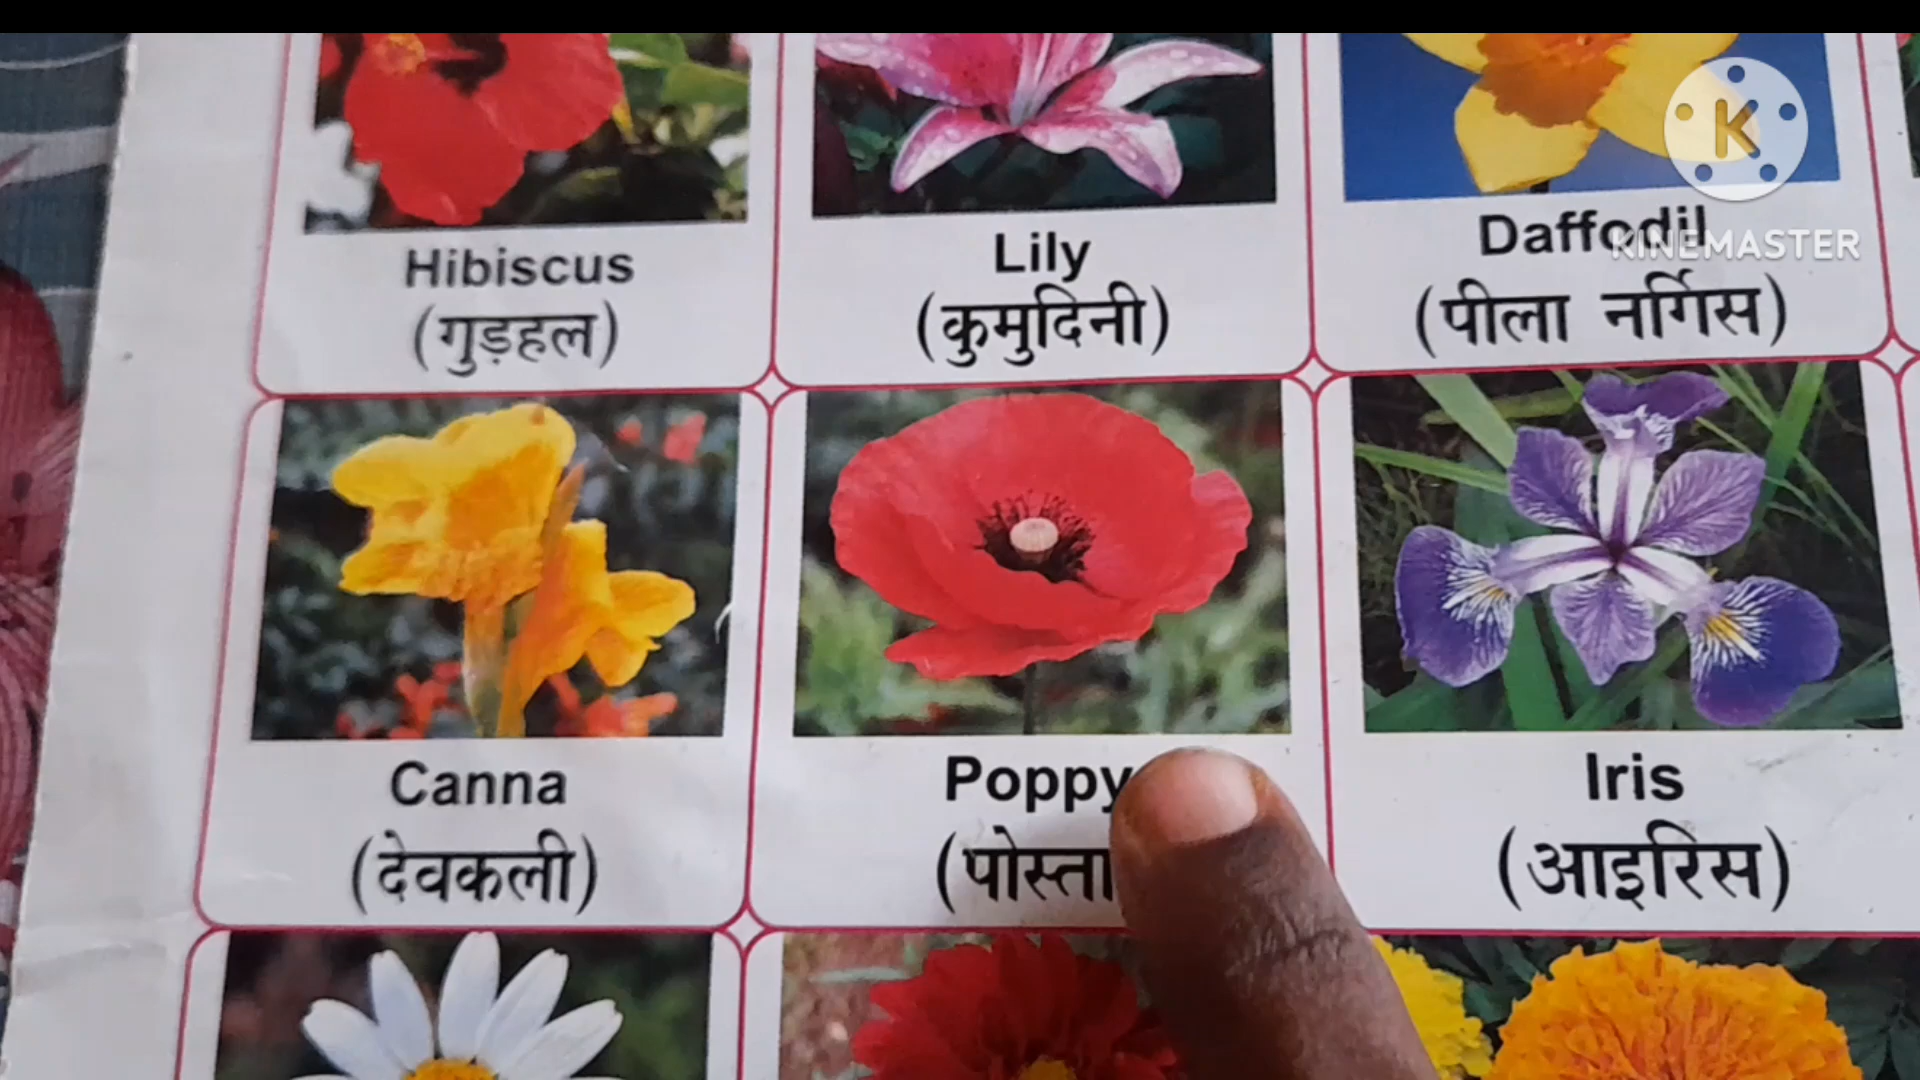 Hibiscus
(गुड़हल)
Lily
(कुमुदिनी)
Daffodil
(पीला नर्गिस)
K
KINEMASTER
Canna
(देवकली)
Poppy
(पोस्ता
Iris
(आइरिस)